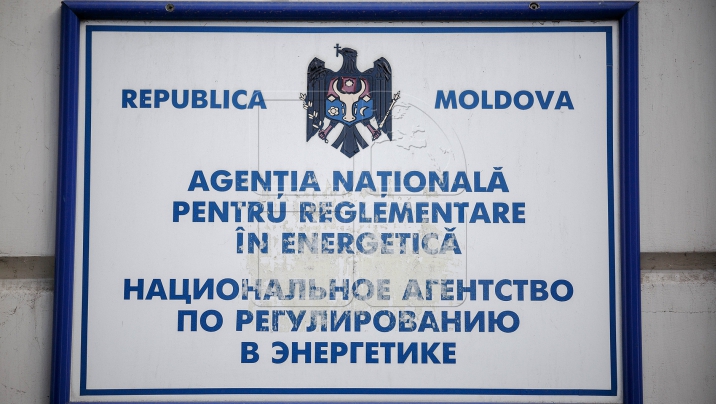 REPUBLICA MOLDOVA
AGENȚIA NAȚIONALĂ
PENTRU REGLEMENTARE
ÎN ENERGETICĂ
НАЦИОНАЛЬНОЕ АГЕНТСТВО
ПО РЕГУЛИРОВАНИЮ
В ЭНЕРГЕТИКЕ